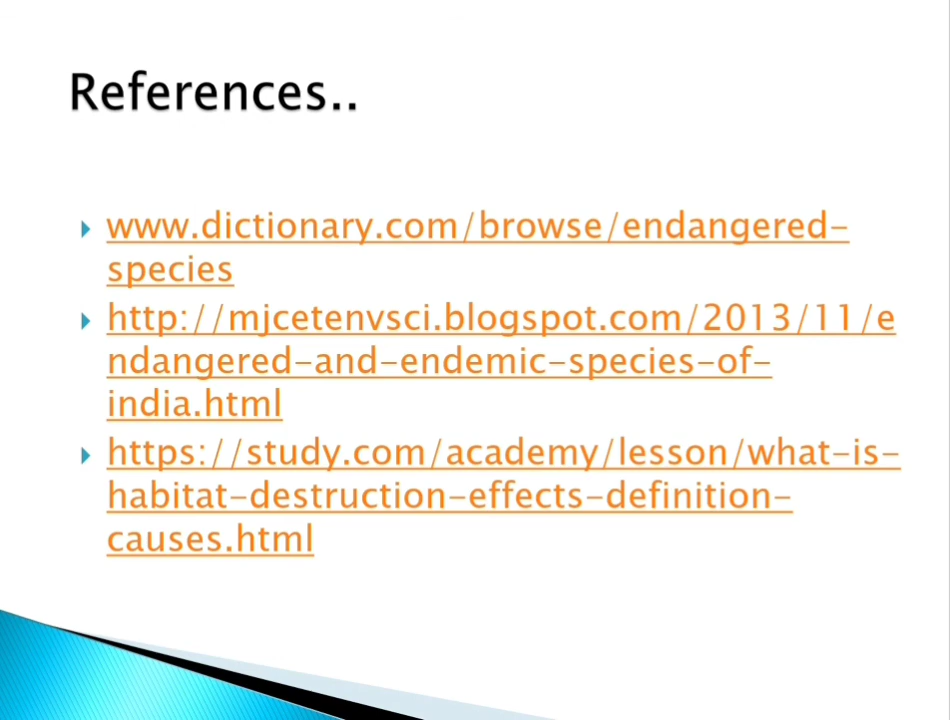 References..
www.dictionary.com/browse/endangered-
species
http://mjcetenvsci.blogspot.com/2013/11/e
ndangered-and-endemic-species-of-
india.html
https://study.com/academy/lesson/what-is-
habitat-destruction-effects-definition-
causes.html